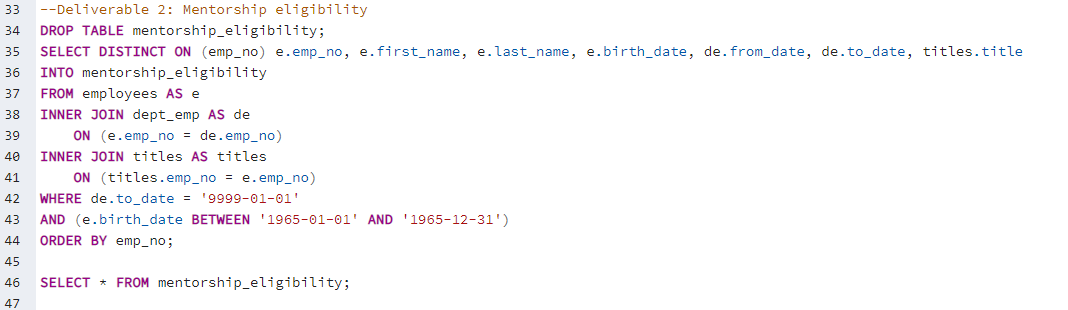 33 --Deliverable 2: Mentorship eligibility
34 DROP TABLE mentorship_eligibility;
35 SELECT DISTINCT ON (emp_no) e.emp_no, e.first_name, e.last_name, e.birth_date, de.from_date, de.to_date, titles.title
36 INTO mentorship_eligibility
37 FROM employees AS e
38 INNER JOIN dept_emp AS de
39     ON (e.emp_no = de.emp_no)
40 INNER JOIN titles AS titles
41     ON (titles.emp_no = e.emp_no)
42 WHERE de.to_date = '9999-01-01'
43 AND (e.birth_date BETWEEN '1965-01-01' AND '1965-12-31')
44 ORDER BY emp_no;
45
46 SELECT * FROM mentorship_eligibility;
47